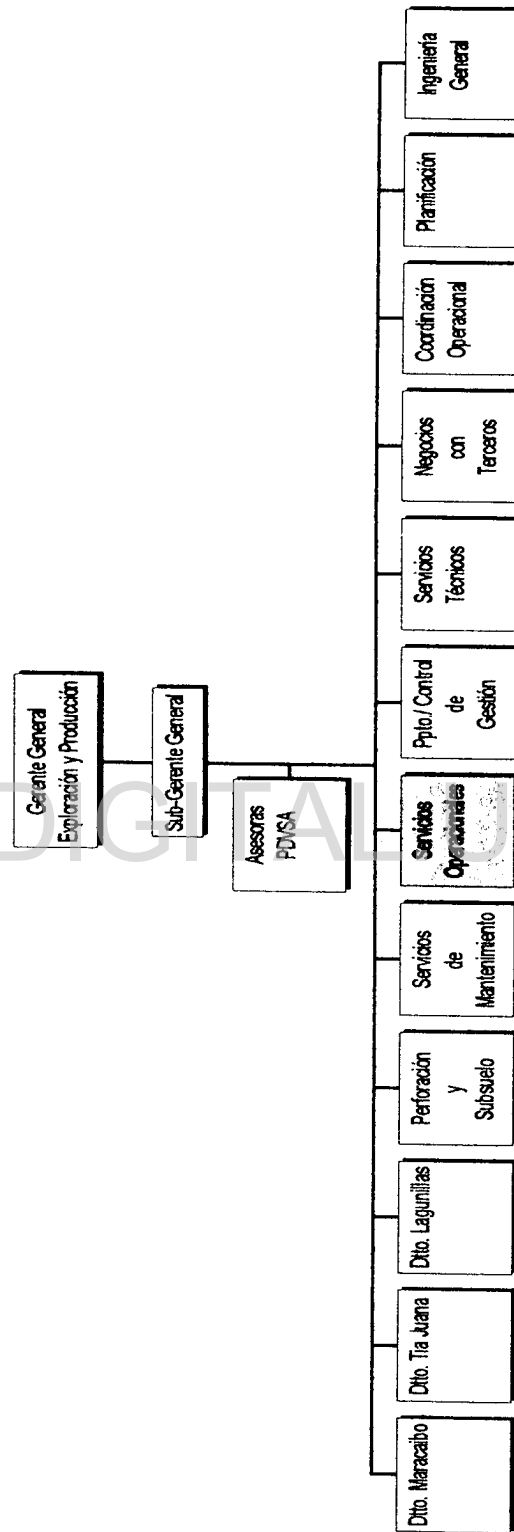 Gerente General
Exploración y Producción
Sub-Gerente General
Asesoras
PDVSA
Dtto. Maracaibo
Dtto. Tía Juana
Dtto. Lagunillas
Perforación
y
Subsuelo
Servicios
de
Mantenimiento
Servicios
Operacionales
Ppto / Control
de
Gestión
Servicios
Técnicos
Negocios
con
Terceros
Coordinación
Operacional
Planificación
Ingeniería
General
DIGITAL U